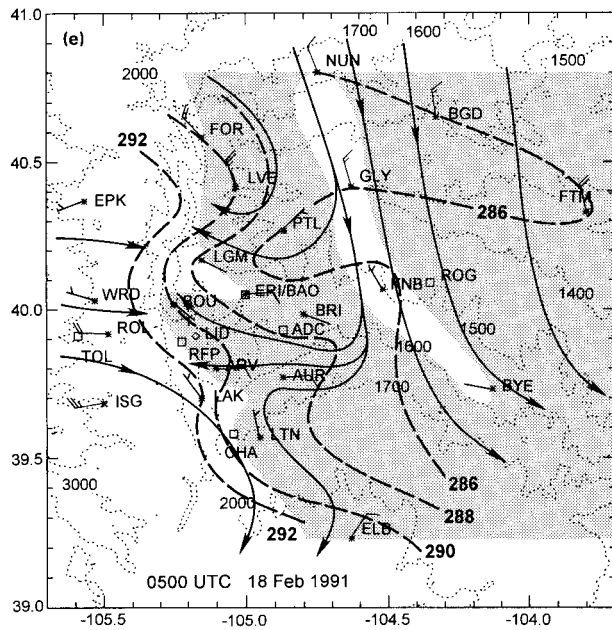 41.0
(e)
1700
1600
NUN
2000
1500
BGD
FOR
292
40.5
LVE
GLY
EPK
FTM
PTL
286
LGM
ERI/BAO
FNB
ROG
WRD
BOU
1400
40.0
BRI
ROL
LID
ADC
1500
RFP
1600
TOL
ARV
AUR
1700
BYE
LAK
ISG
LTN
CHA
39.5
286
3000
2000
288
292
ELB
290
0500 UTC 18 Feb 1991
39.0
-105.5
-105.0
-104.5
-104.0